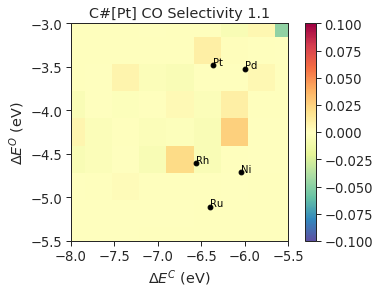 C#[Pt] CO Selectivity 1.1
−3.0
−3.5
−4.0
−4.5
−5.0
−5.5
ΔE^O (eV)
Pt
Pd
Rh
Ni
Ru
−8.0 −7.5 −7.0 −6.5 −6.0 −5.5
ΔE^C (eV)
0.100
0.075
0.050
0.025
0.000
−0.025
−0.050
−0.075
−0.100